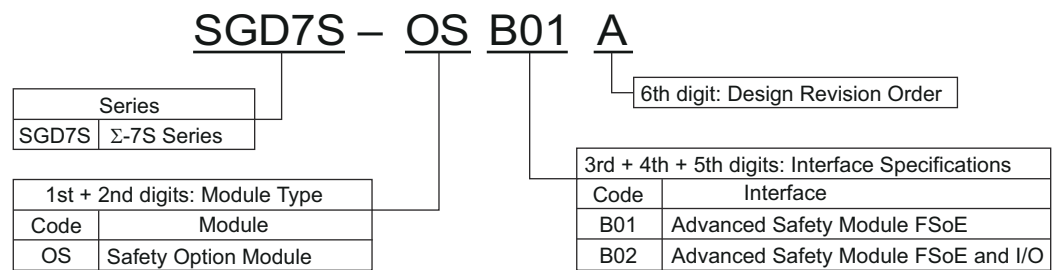 SGD7S – OS B01 A
6th digit: Design Revision Order
Series
SGD7S Σ-7S Series
3rd + 4th + 5th digits: Interface Specifications
Code Interface
B01 Advanced Safety Module FSoE
B02 Advanced Safety Module FSoE and I/O
1st + 2nd digits: Module Type
Code Module
OS Safety Option Module